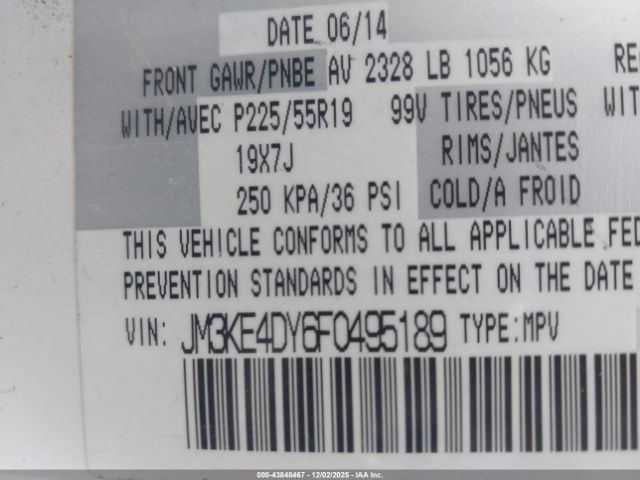 DATE 06/14
FRONT GAWR/PNBE AV 2328 LB 1056 KG
WITH/AVEC P225/55R19 99V TIRES/PNEUS WIT
19X7J RIMS/JANTES
250 KPA/36 PSI COLD/A FROID
THIS VEHICLE CONFORMS TO ALL APPLICABLE FED
PREVENTION STANDARDS IN EFFECT ON THE DATE
VIN: JM3KE4DY6F0495189 TYPE:MPV
000-43848467 - 12/02/2025 - IAA, Inc.